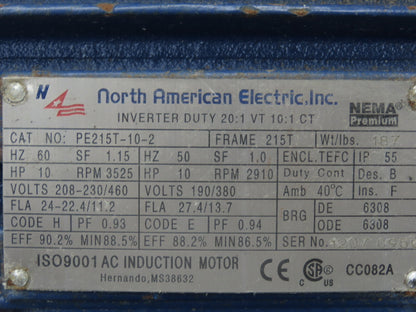 NA North American Electric,Inc.
INVERTER DUTY 20:1 VT 10:1 CT
NEMA
Premium
CAT NO: PE215T-10-2 FRAME 215T Wt/lbs. 187
HZ 60 SF 1.15 HZ 50 SF 1.0 ENCL.TEFC IP 55
HP 10 RPM 3525 HP 10 RPM 2910 Duty Cont Des. B
VOLTS 208-230/460 VOLTS 190/380 Amb 40°C Ins. F
FLA 24-22.4/11.2 FLA 27.4/13.7 BRG DE 6308
CODE H PF 0.93 CODE E PF 0.94 ODE 6308
EFF 90.2% MIN88.5% EFF 88.2% MIN86.5% SER No.
ISO9001 AC INDUCTION MOTOR CE C SA US CC082A
Hernando,MS38632